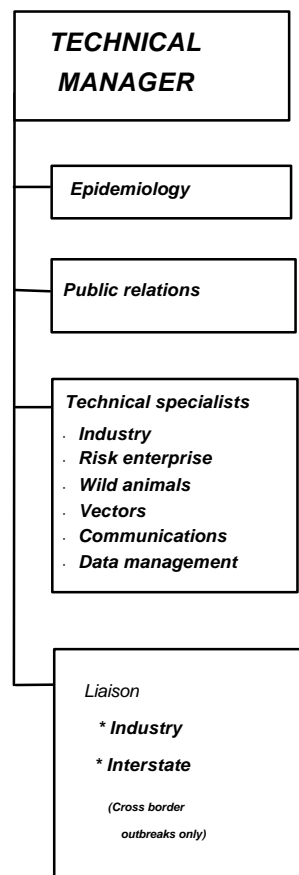 TECHNICAL
MANAGER
Epidemiology
Public relations
Technical specialists
· Industry
· Risk enterprise
· Wild animals
· Vectors
· Communications
· Data management
Liaison
* Industry
* Interstate
(Cross border
outbreaks only)